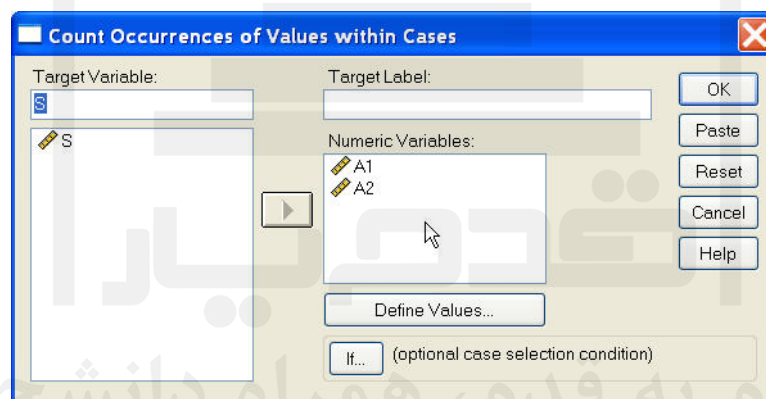 Count Occurrences of Values within Cases
Target Variable:
Target Label:
S
S
Numeric Variables:
A1
A2
OK
Paste
Reset
Cancel
Help
Define Values...
If... (optional case selection condition)